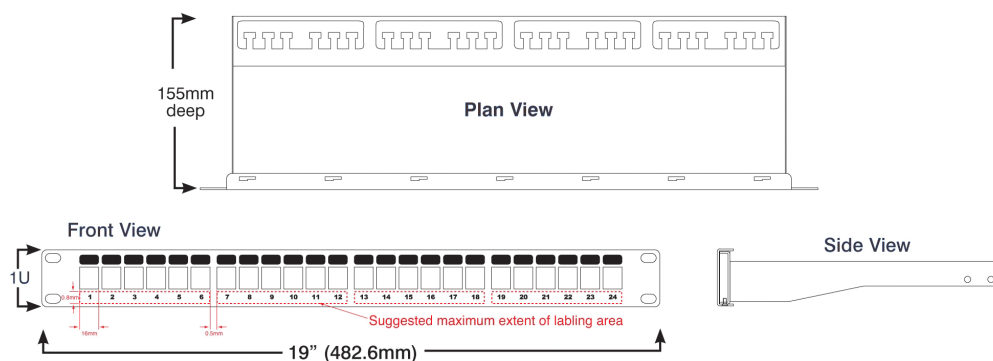 155mm
deep
Plan View
Front View
Side View
1U
0.8mm
1 2 3 4 5 6 7 8 9 10 11 12 13 14 15 16 17 18 19 20 21 22 23 24
Suggested maximum extent of labling area
16mm
0.5mm
19” (482.6mm)